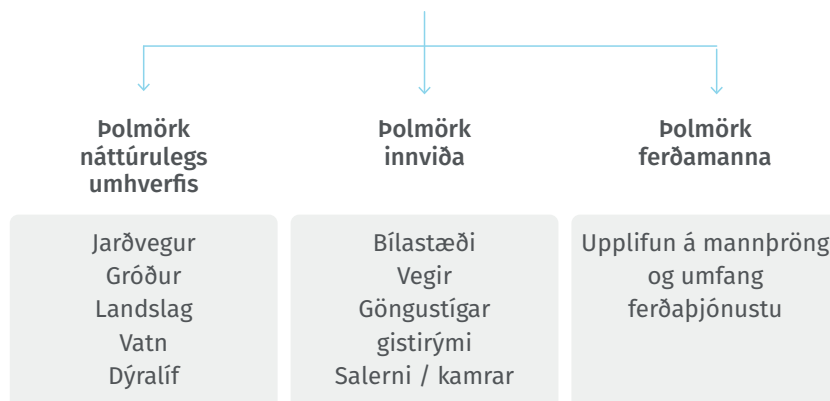 Þolmörk
náttúrulegs
umhverfis
Þolmörk
innviða
Þolmörk
ferðamanna
Jarðvegur
Gróður
Landslag
Vatn
Dýralíf
Bílastæði
Vegir
Göngustígar
gistirými
Salerni / kamrar
Upplifun á mannþröng
og umfang
ferðaþjónustu